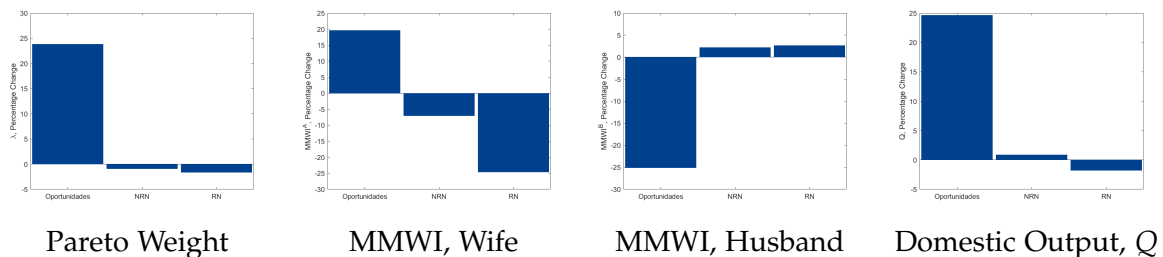 30
25
20
15
10
5
0
-5
λ, Percentage Change
Oportunidades NRN RN
Pareto Weight
20
15
10
5
0
-5
-10
-15
-20
-25
-30
MMWI^A, Percentage Change
Oportunidades NRN RN
MMWI, Wife
10
5
0
-5
-10
-15
-20
-25
-30
MMWI^B, Percentage Change
Oportunidades NRN RN
MMWI, Husband
25
20
15
10
5
0
-5
Q, Percentage Change
Oportunidades NRN RN
Domestic Output, Q